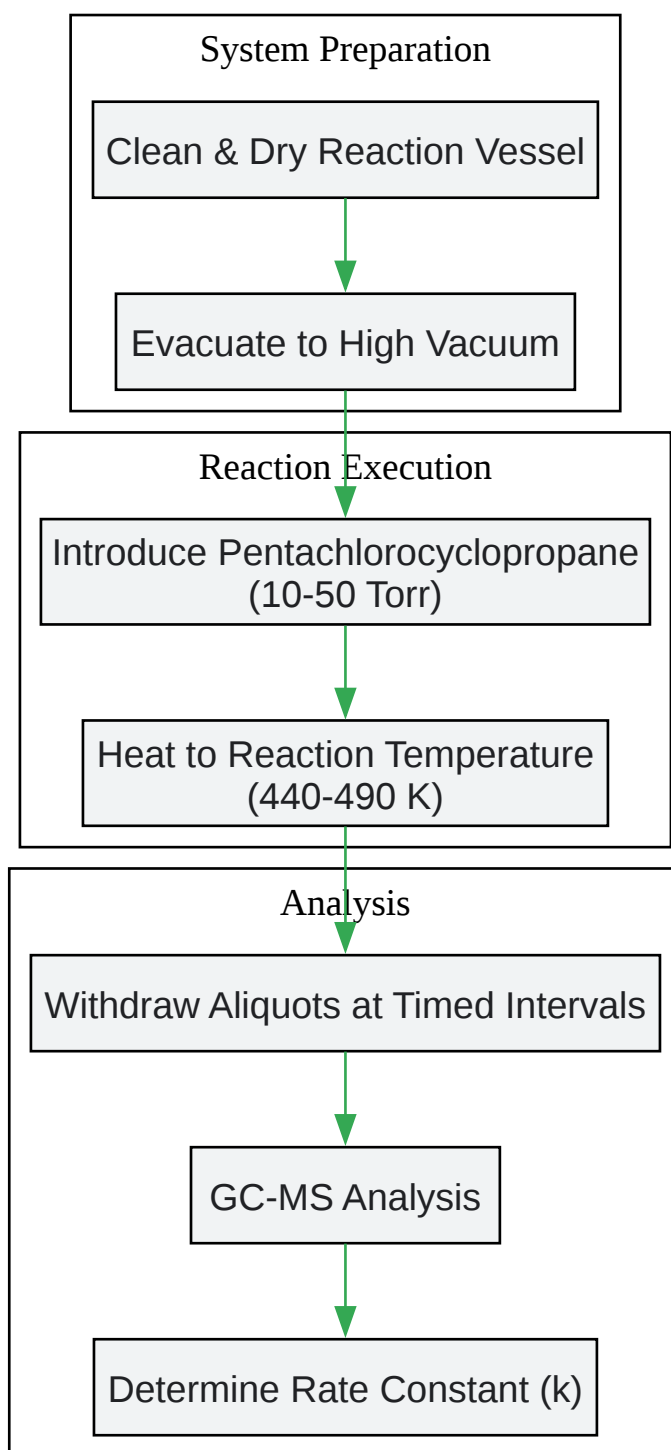 System Preparation
Clean & Dry Reaction Vessel
Evacuate to High Vacuum
Reaction Execution
Introduce Pentachlorocyclopropane
(10-50 Torr)
Heat to Reaction Temperature
(440-490 K)
Analysis
Withdraw Aliquots at Timed Intervals
GC-MS Analysis
Determine Rate Constant (k)